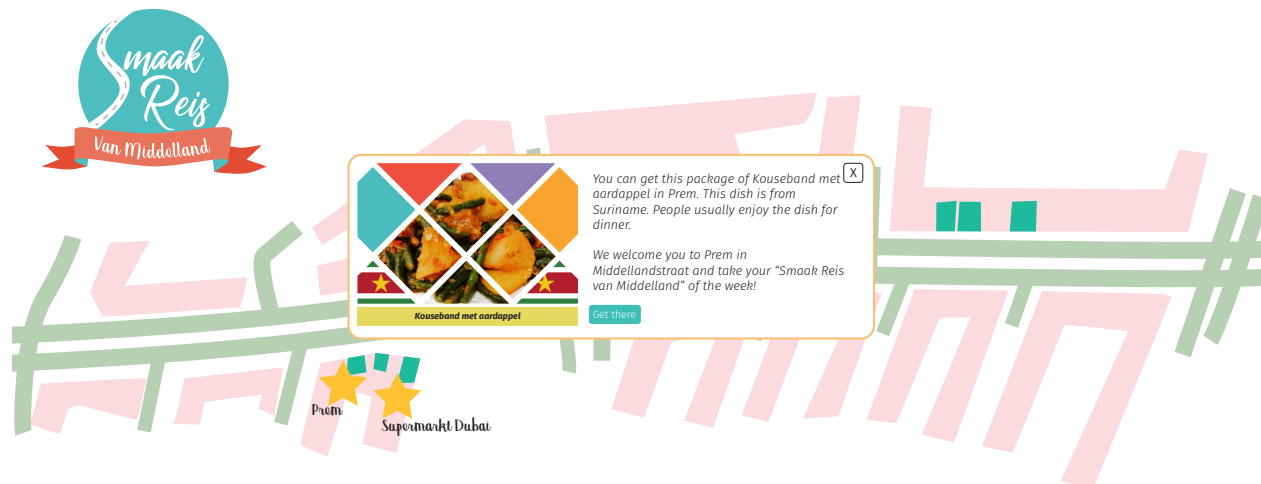 Smaak
Reis
Van Middelland
You can get this package of Kouseband met
aardappel in Prem. This dish is from
Suriname. People usually enjoy the dish for
dinner.
We welcome you to Prem in
Middellandstraat and take your “Smaak Reis
van Middelland” of the week!
X
Get there
Kouseband met aardappel
Prem
Supermarkt Dubai